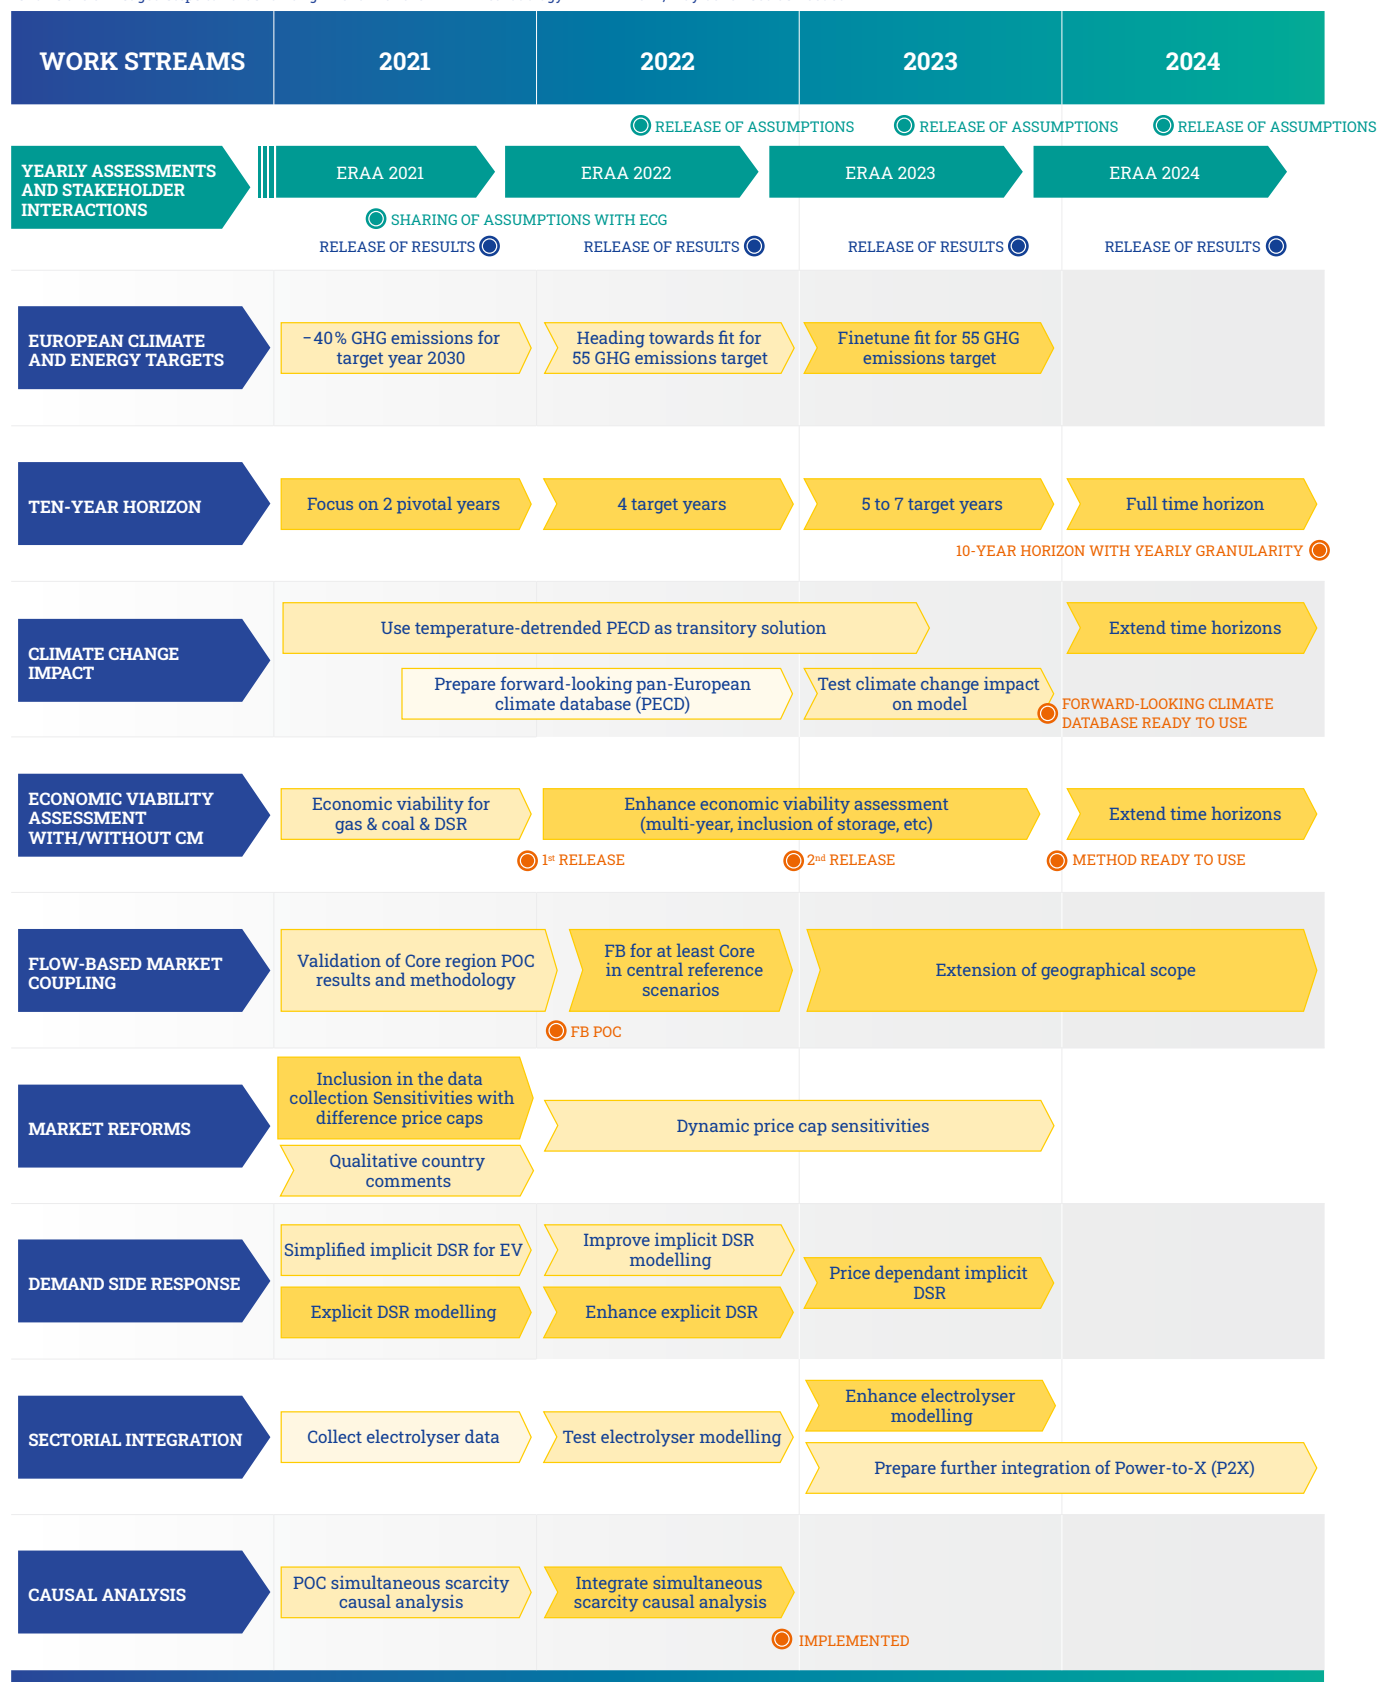 WORK STREAMS
2021
2022
2023
2024
RELEASE OF ASSUMPTIONS
RELEASE OF ASSUMPTIONS
RELEASE OF ASSUMPTIONS
YEARLY ASSESSMENTS
AND STAKEHOLDER
INTERACTIONS
ERAA 2021
ERAA 2022
ERAA 2023
ERAA 2024
SHARING OF ASSUMPTIONS WITH ECG
RELEASE OF RESULTS
RELEASE OF RESULTS
RELEASE OF RESULTS
RELEASE OF RESULTS
EUROPEAN CLIMATE
AND ENERGY TARGETS
−40% GHG emissions for
target year 2030
Heading towards fit for
55 GHG emissions target
Finetune fit for 55 GHG
emissions target
TEN-YEAR HORIZON
Focus on 2 pivotal years
4 target years
5 to 7 target years
Full time horizon
10-YEAR HORIZON WITH YEARLY GRANULARITY
CLIMATE CHANGE
IMPACT
Use temperature-detrended PECD as transitory solution
Extend time horizons
Prepare forward-looking pan-European
climate database (PECD)
Test climate change impact
on model
FORWARD-LOOKING CLIMATE
DATABASE READY TO USE
ECONOMIC VIABILITY
ASSESSMENT
WITH/WITHOUT CM
Economic viability for
gas & coal & DSR
Enhance economic viability assessment
(multi-year, inclusion of storage, etc)
Extend time horizons
1st RELEASE
2nd RELEASE
METHOD READY TO USE
FLOW-BASED MARKET
COUPLING
Validation of Core region POC
results and methodology
FB for at least Core
in central reference
scenarios
Extension of geographical scope
FB POC
MARKET REFORMS
Inclusion in the data
collection Sensitivities with
difference price caps
Qualitative country
comments
Dynamic price cap sensitivities
DEMAND SIDE RESPONSE
Simplified implicit DSR for EV
Improve implicit DSR
modelling
Explicit DSR modelling
Enhance explicit DSR
Price dependant implicit
DSR
SECTORIAL INTEGRATION
Collect electrolyser data
Test electrolyser modelling
Enhance electrolyser
modelling
Prepare further integration of Power-to-X (P2X)
CAUSAL ANALYSIS
POC simultaneous scarcity
causal analysis
Integrate simultaneous
scarcity causal analysis
IMPLEMENTED